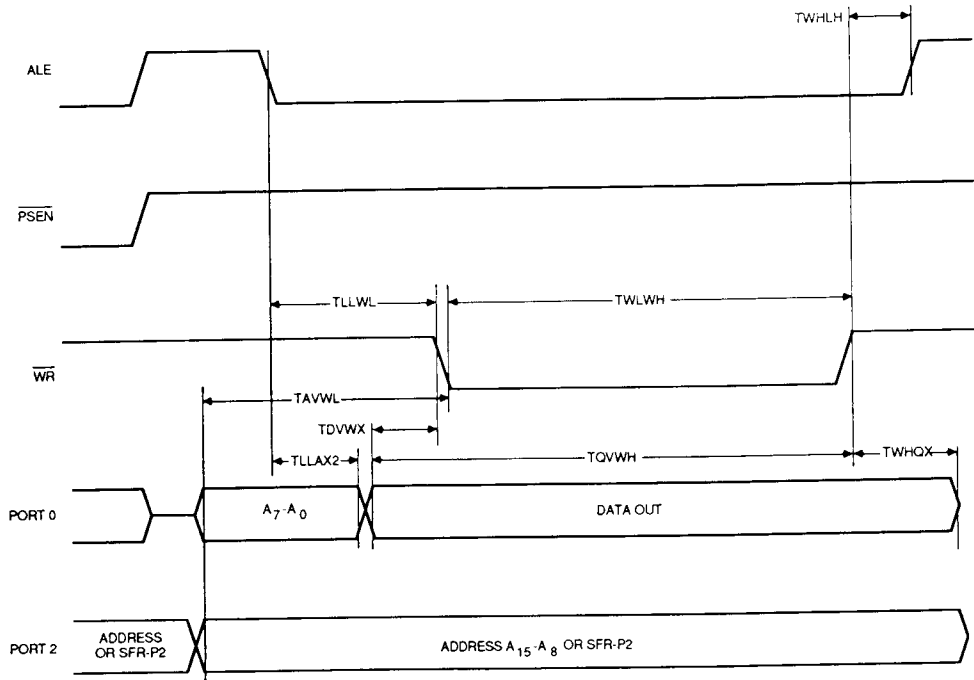 TWHLH
ALE
PSEN
TLLWL
TWLWH
WR
TAVWL
TDVWX
TLLAX2
TQVWH
TWHQX
PORT 0
A7-A0
DATA OUT
PORT 2
ADDRESS
OR SFR-P2
ADDRESS A15-A8 OR SFR-P2